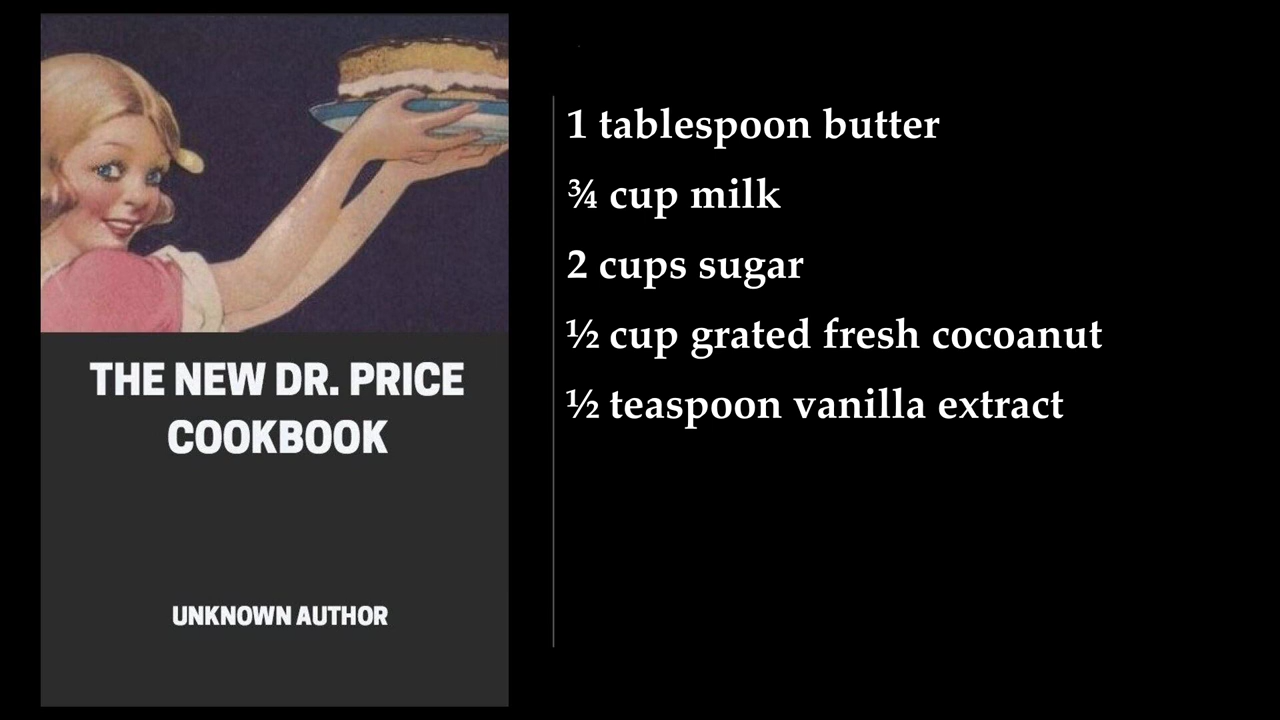 THE NEW DR. PRICE
COOKBOOK
UNKNOWN AUTHOR
1 tablespoon butter
¾ cup milk
2 cups sugar
½ cup grated fresh cocoanut
½ teaspoon vanilla extract